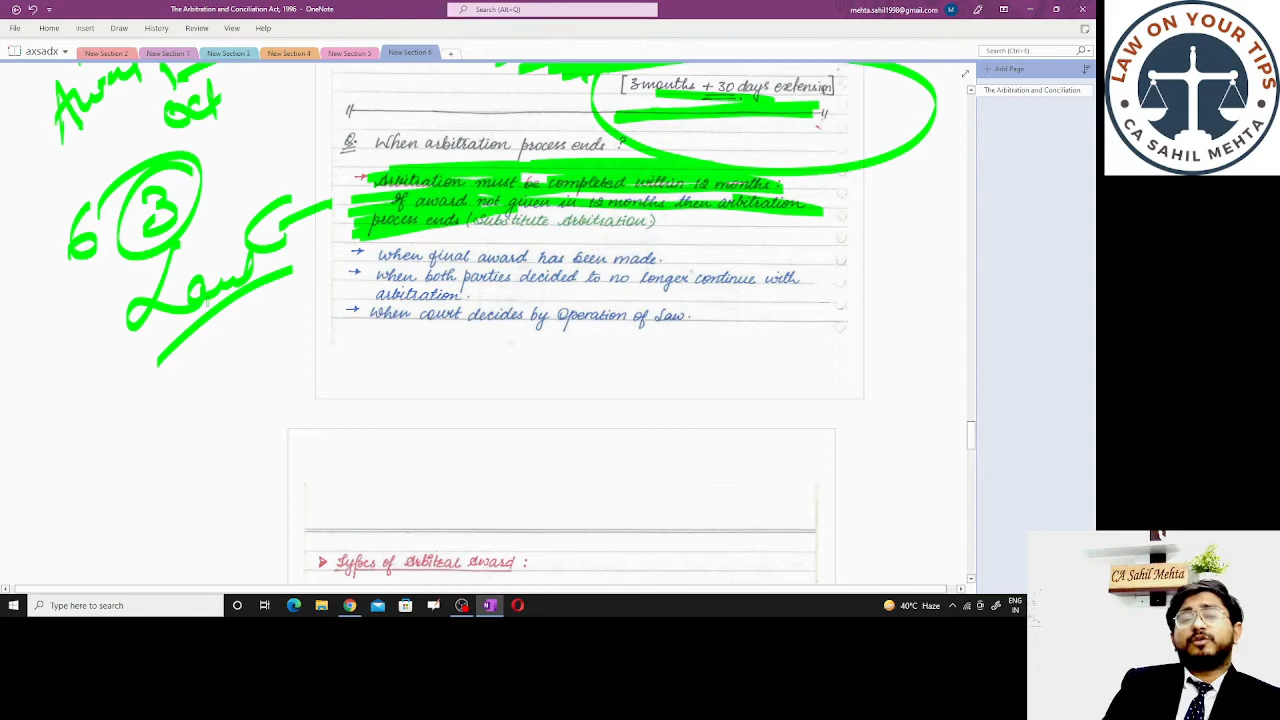 The Arbitration and Conciliation Act, 1996 - OneNote
Search (Alt+Q)
mehta.sahil1998@gmail.com
M
File Home Insert Draw History Review View Help
axsadx
New Section 2 New Section 1 New Section 3 New Section 4 New Section 5 New Section 6
Search (Ctrl+E)
Add Page
The Arbitration and Conciliation
Award
oct
6 3
Law
[3 months + 30 days extension]
Q. When arbitration process ends ?
→ Arbitration must be completed within 12 months:
If award not given in 12 months then arbitration
process ends (Substitute Arbitration)
→ when final award has been made.
→ when both parties decided to no longer continue with
arbitration.
→ when court decides by Operation of Law.
Types of Arbitral Award :
Type here to search
40°C Haze
ENG
IN
LAW ON YOUR TIPS
CA SAHIL MEHTA
CA Sahil Mehta